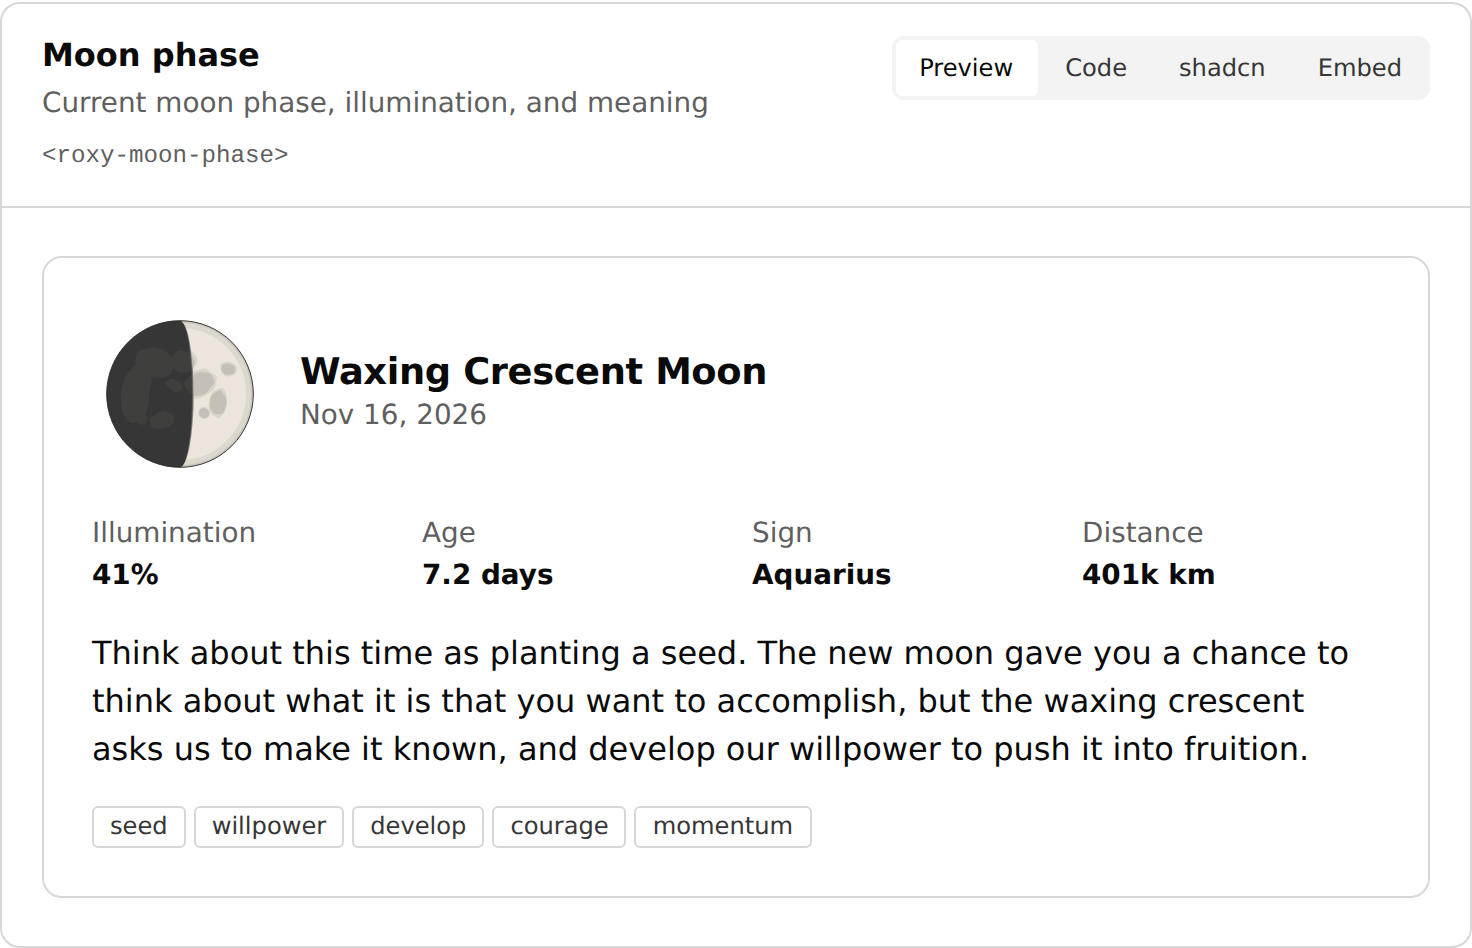 Moon phase
Current moon phase, illumination, and meaning
<roxy-moon-phase>
Preview Code shadcn Embed
Waxing Crescent Moon
Nov 16, 2026
Illumination Age Sign Distance
41% 7.2 days Aquarius 401k km
Think about this time as planting a seed. The new moon gave you a chance to
think about what it is that you want to accomplish, but the waxing crescent
asks us to make it known, and develop our willpower to push it into fruition.
seed willpower develop courage momentum